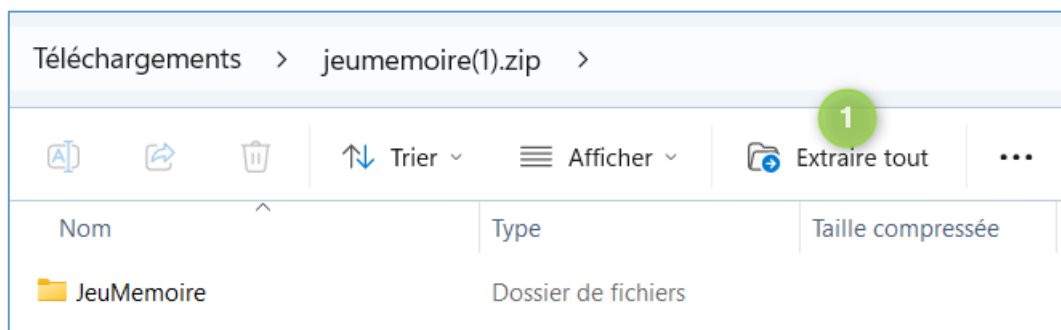 Téléchargements > jeumemoire(1).zip >
1
A Trier Afficher Extraire tout ...
Nom Type Taille compressée
JeuMemoire Dossier de fichiers